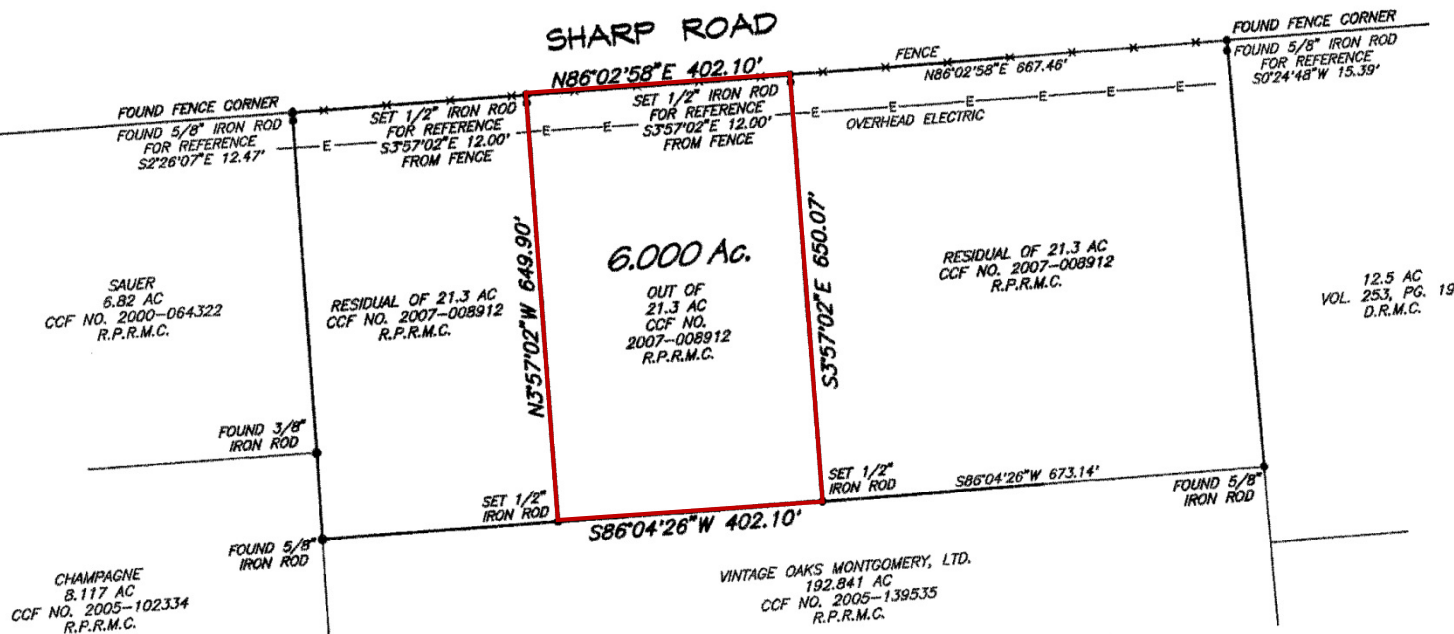 SHARP ROAD
N86°02'58"E 402.10'
FENCE
N86°02'58"E 667.46'
FOUND FENCE CORNER
FOUND 5/8" IRON ROD
FOR REFERENCE
S0°24'48"W 15.39'
FOUND FENCE CORNER
FOUND 5/8" IRON ROD
FOR REFERENCE
S2°26'07"E 12.47'
SET 1/2" IRON ROD
FOR REFERENCE
S3°57'02"E 12.00'
FROM FENCE
SET 1/2" IRON ROD
FOR REFERENCE
S3°57'02"E 12.00'
FROM FENCE
E E E E E E E E E
OVERHEAD ELECTRIC
SAUER
6.82 AC
CCF NO. 2000-064322
R.P.R.M.C.
RESIDUAL OF 21.3 AC
CCF NO. 2007-008912
R.P.R.M.C.
N3°57'02"W 649.90'
6.000 Ac.
OUT OF
21.3 AC
CCF NO.
2007-008912
R.P.R.M.C.
S3°57'02"E 650.07'
RESIDUAL OF 21.3 AC
CCF NO. 2007-008912
R.P.R.M.C.
12.5 AC
VOL. 253, PG. 19
D.R.M.C.
FOUND 3/8"
IRON ROD
SET 1/2"
IRON ROD
SET 1/2"
IRON ROD
S86°04'26"W 673.14'
FOUND 5/8"
IRON ROD
S86°04'26"W 402.10'
FOUND 5/8"
IRON ROD
CHAMPAGNE
8.117 AC
CCF NO. 2005-102334
R.P.R.M.C.
VINTAGE OAKS MONTGOMERY, LTD.
192.841 AC
CCF NO. 2005-139535
R.P.R.M.C.